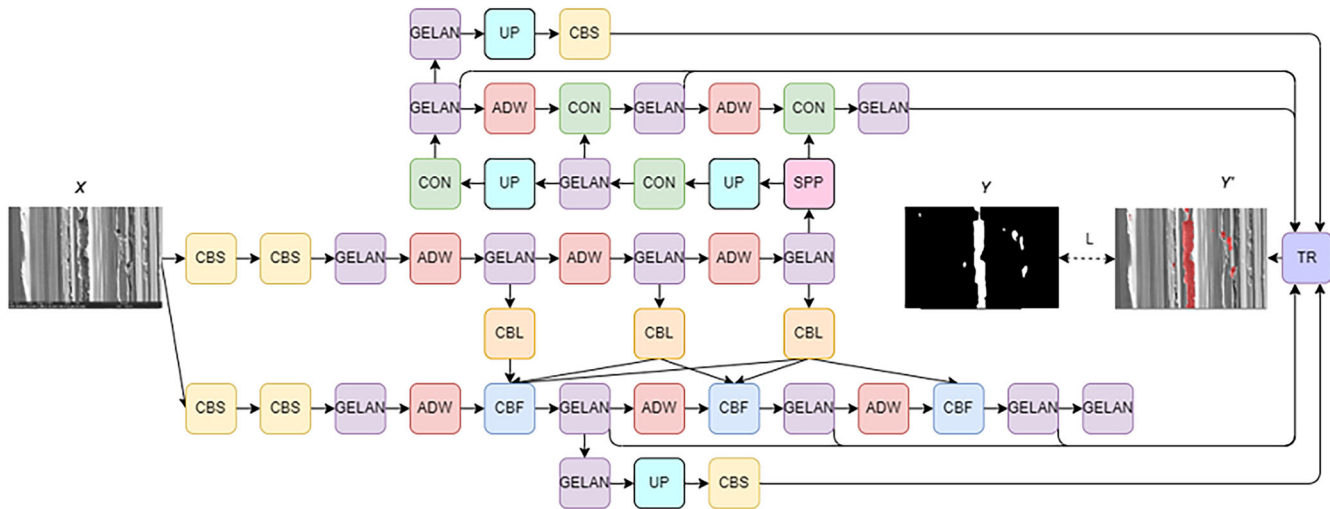 GELAN UP CBS
GELAN ADW CON GELAN ADW CON GELAN
CON UP GELAN CON UP SPP
X Y Y'
CBS CBS GELAN ADW GELAN ADW GELAN ADW GELAN L TR
CBL CBL CBL
CBS CBS GELAN ADW CBF GELAN ADW CBF GELAN ADW CBF GELAN GELAN
GELAN UP CBS